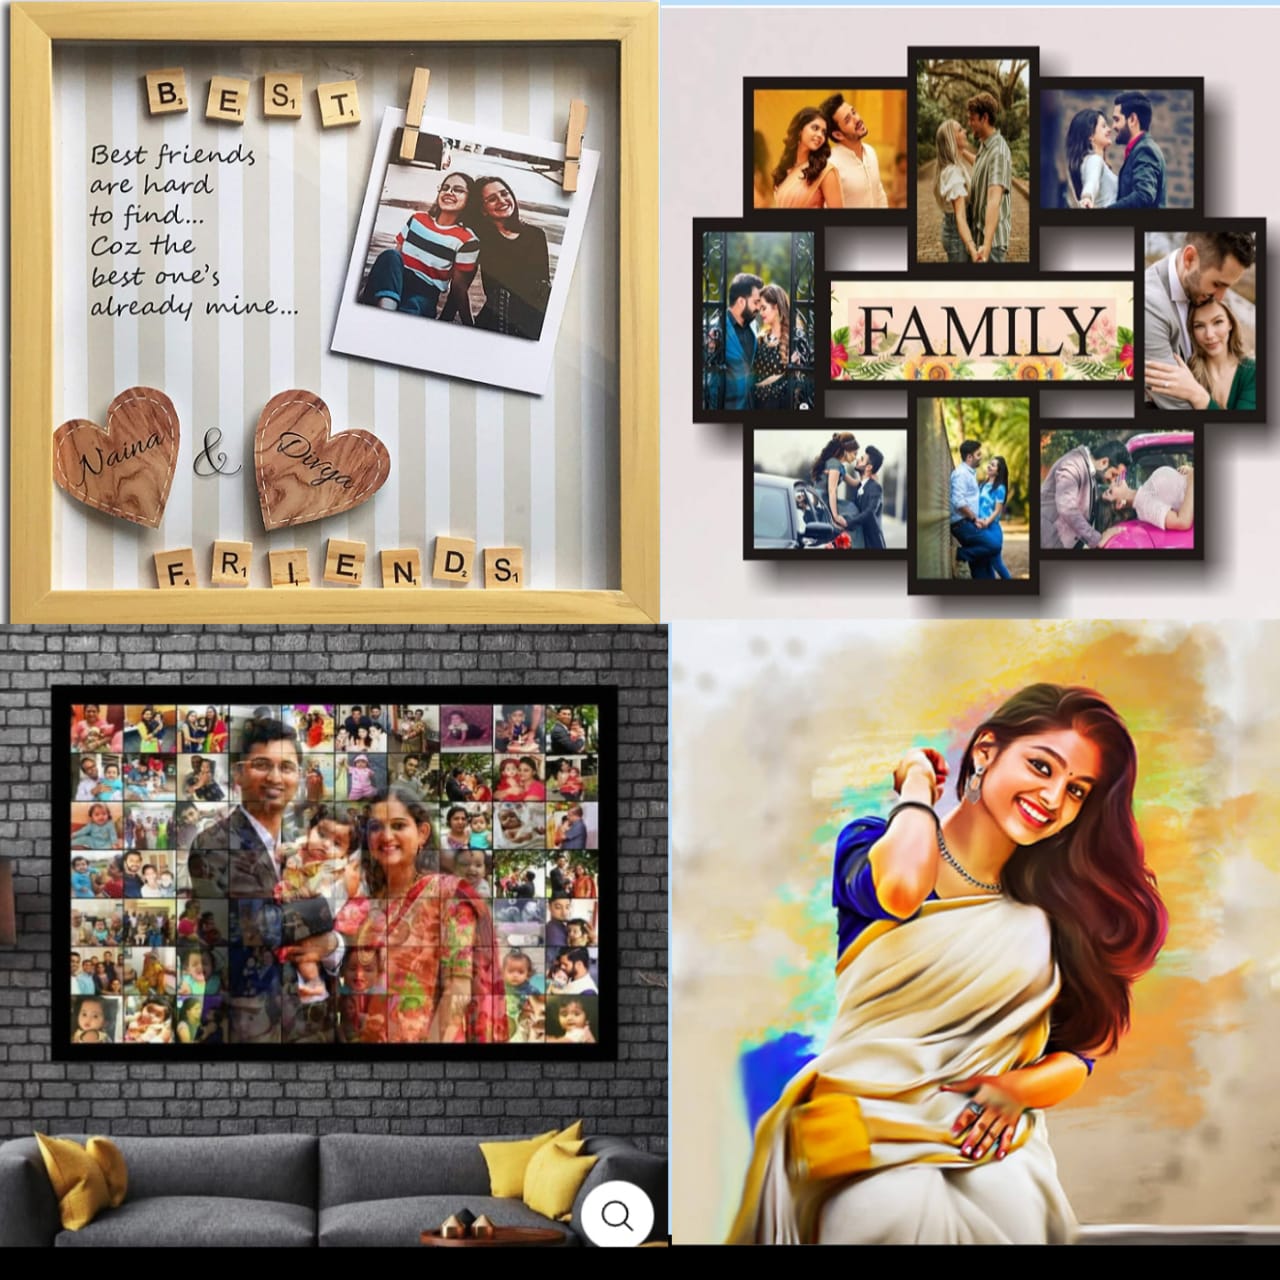 BEST
Best friends
are hard
to find...
Coz the
best one's
already mine...
Naina & Divya
FRIENDS
FAMILY